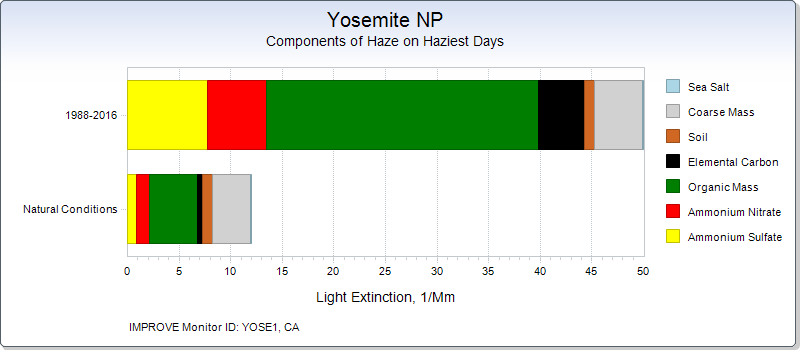 Yosemite NP
Components of Haze on Haziest Days
1988-2016
Natural Conditions
Sea Salt
Coarse Mass
Soil
Elemental Carbon
Organic Mass
Ammonium Nitrate
Ammonium Sulfate
0 5 10 15 20 25 30 35 40 45 50
Light Extinction, 1/Mm
IMPROVE Monitor ID: YOSE1, CA